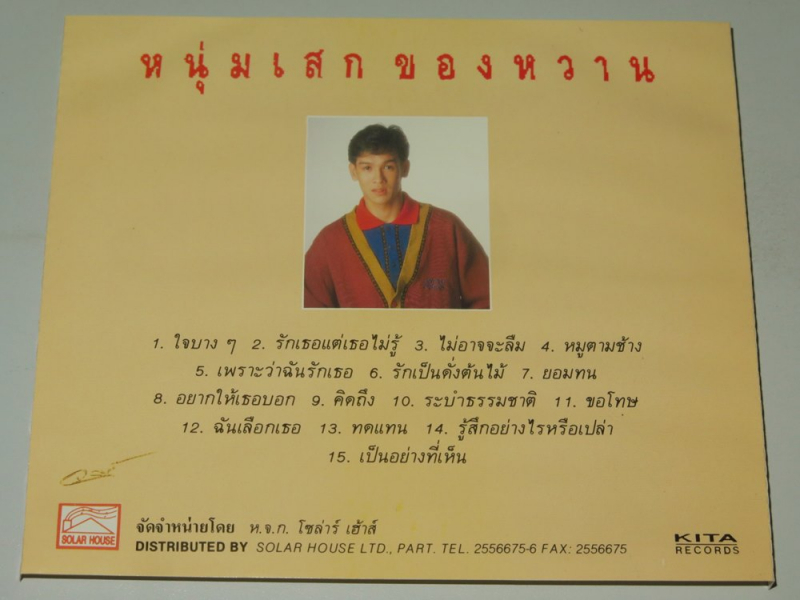 หนุ่มเสกของหวาน
1. ใจบาง ๆ 2. รักเธอแต่เธอไม่รู้ 3. ไม่อาจจะลืม 4. หมูตามช้าง
5. เพราะว่าฉันรักเธอ 6. รักเป็นดั่งต้นไม้ 7. ยอมทน
8. อยากให้เธอบอก 9. คิดถึง 10. ระบำธรรมชาติ 11. ขอโทษ
12. ฉันเลือกเธอ 13. ทดแทน 14. รู้สึกอย่างไรหรือเปล่า
15. เป็นอย่างที่เห็น
SOLAR HOUSE
จัดจำหน่ายโดย ห.จ.ก. โซล่าร์ เฮ้าส์
DISTRIBUTED BY SOLAR HOUSE LTD., PART. TEL. 2556675-6 FAX: 2556675
KITA
RECORDS